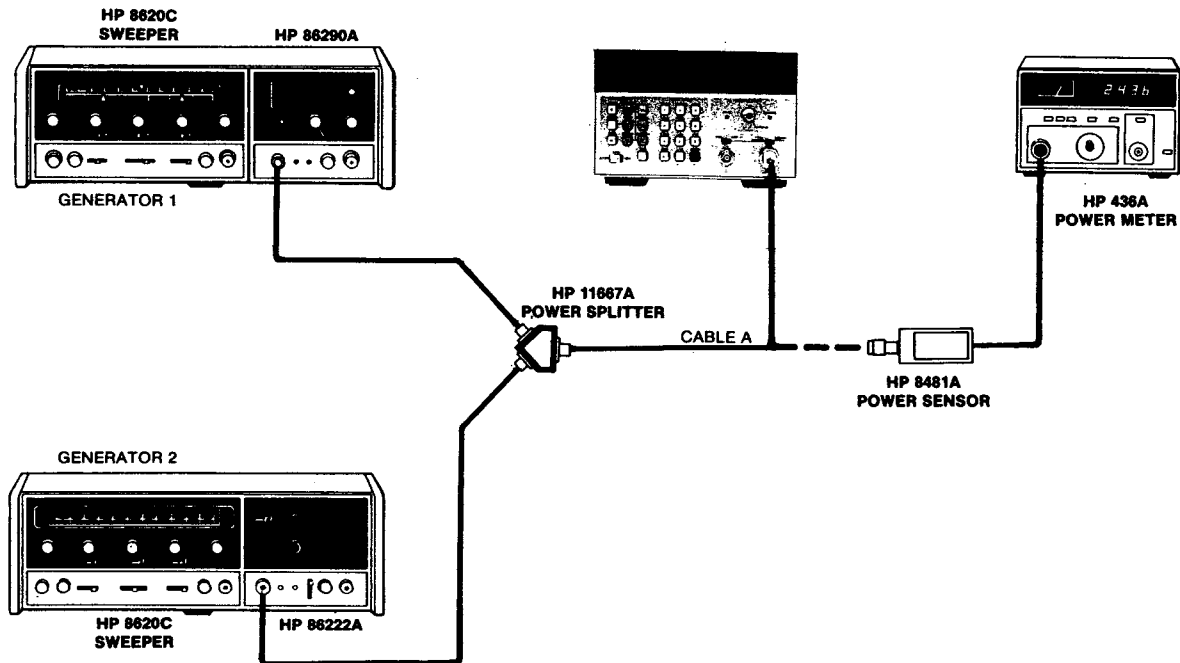 HP 8620C
SWEEPER
HP 86290A
GENERATOR 1
2436
HP 436A
POWER METER
HP 11667A
POWER SPLITTER
CABLE A
HP 8481A
POWER SENSOR
GENERATOR 2
HP 8620C
SWEEPER
HP 86222A